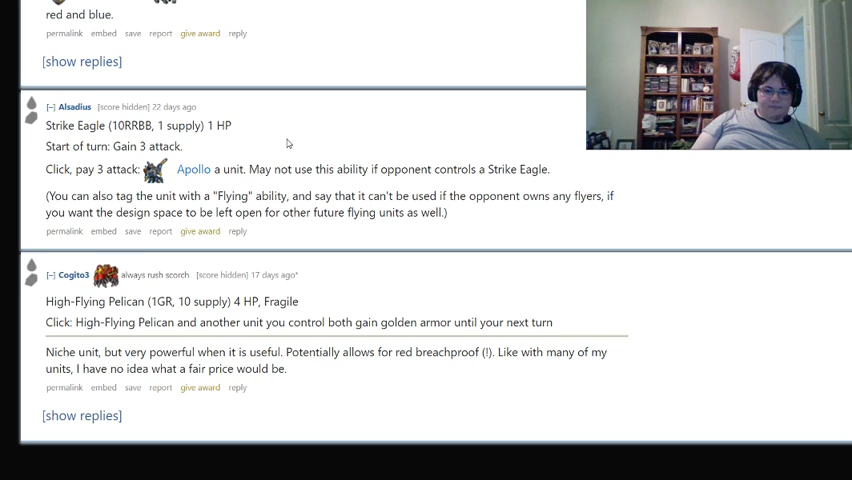 red and blue.
permalink embed save report give award reply
[show replies]
[–] Alsadius [score hidden] 22 days ago
Strike Eagle (10RRBB, 1 supply) 1 HP
Start of turn: Gain 3 attack.
Click, pay 3 attack: Apollo a unit. May not use this ability if opponent controls a Strike Eagle.
(You can also tag the unit with a "Flying" ability, and say that it can't be used if the opponent owns any flyers, if
you want the design space to be left open for other future flying units as well.)
permalink embed save report give award reply
[–] Cogito3 always rush scorch [score hidden] 17 days ago*
High-Flying Pelican (1GR, 10 supply) 4 HP, Fragile
Click: High-Flying Pelican and another unit you control both gain golden armor until your next turn
Niche unit, but very powerful when it is useful. Potentially allows for red breachproof (!). Like with many of my
units, I have no idea what a fair price would be.
permalink embed save report give award reply
[show replies]